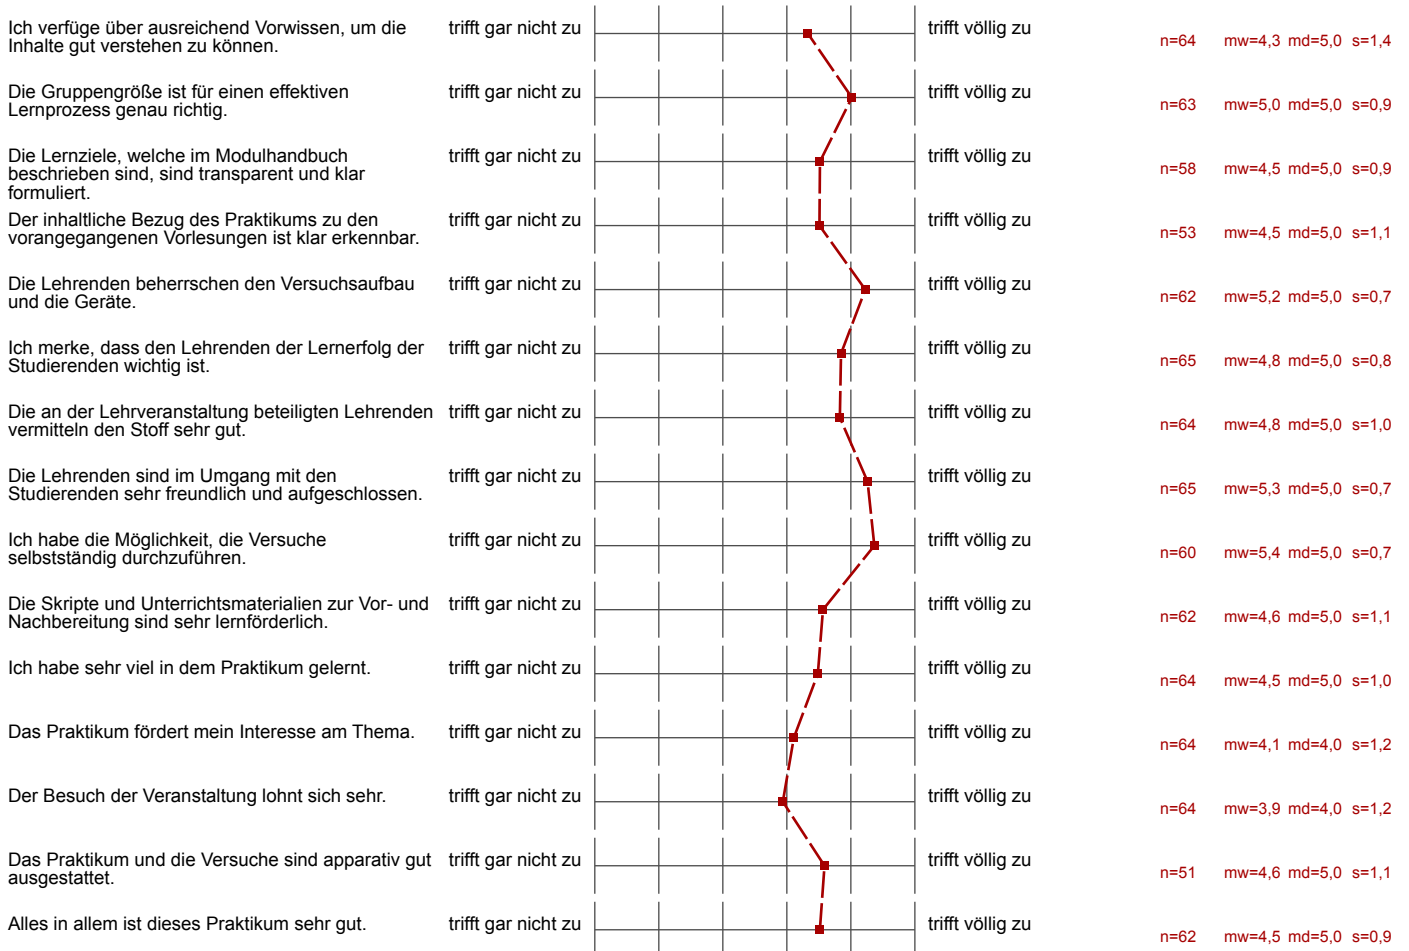 Ich verfüge über ausreichend Vorwissen, um die
Inhalte gut verstehen zu können.
trifft gar nicht zu
trifft völlig zu
n=64 mw=4,3 md=5,0 s=1,4
Die Gruppengröße ist für einen effektiven
Lernprozess genau richtig.
trifft gar nicht zu
trifft völlig zu
n=63 mw=5,0 md=5,0 s=0,9
Die Lernziele, welche im Modulhandbuch
beschrieben sind, sind transparent und klar
formuliert.
trifft gar nicht zu
trifft völlig zu
n=58 mw=4,5 md=5,0 s=0,9
Der inhaltliche Bezug des Praktikums zu den
vorangegangenen Vorlesungen ist klar erkennbar.
trifft gar nicht zu
trifft völlig zu
n=53 mw=4,5 md=5,0 s=1,1
Die Lehrenden beherrschen den Versuchsaufbau
und die Geräte.
trifft gar nicht zu
trifft völlig zu
n=62 mw=5,2 md=5,0 s=0,7
Ich merke, dass den Lehrenden der Lernerfolg der
Studierenden wichtig ist.
trifft gar nicht zu
trifft völlig zu
n=65 mw=4,8 md=5,0 s=0,8
Die an der Lehrveranstaltung beteiligten Lehrenden
vermitteln den Stoff sehr gut.
trifft gar nicht zu
trifft völlig zu
n=64 mw=4,8 md=5,0 s=1,0
Die Lehrenden sind im Umgang mit den
Studierenden sehr freundlich und aufgeschlossen.
trifft gar nicht zu
trifft völlig zu
n=65 mw=5,3 md=5,0 s=0,7
Ich habe die Möglichkeit, die Versuche
selbstständig durchzuführen.
trifft gar nicht zu
trifft völlig zu
n=60 mw=5,4 md=5,0 s=0,7
Die Skripte und Unterrichtsmaterialien zur Vor- und
Nachbereitung sind sehr lernförderlich.
trifft gar nicht zu
trifft völlig zu
n=62 mw=4,6 md=5,0 s=1,1
Ich habe sehr viel in dem Praktikum gelernt.
trifft gar nicht zu
trifft völlig zu
n=64 mw=4,5 md=5,0 s=1,0
Das Praktikum fördert mein Interesse am Thema.
trifft gar nicht zu
trifft völlig zu
n=64 mw=4,1 md=4,0 s=1,2
Der Besuch der Veranstaltung lohnt sich sehr.
trifft gar nicht zu
trifft völlig zu
n=64 mw=3,9 md=4,0 s=1,2
Das Praktikum und die Versuche sind apparativ gut
ausgestattet.
trifft gar nicht zu
trifft völlig zu
n=51 mw=4,6 md=5,0 s=1,1
Alles in allem ist dieses Praktikum sehr gut.
trifft gar nicht zu
trifft völlig zu
n=62 mw=4,5 md=5,0 s=0,9